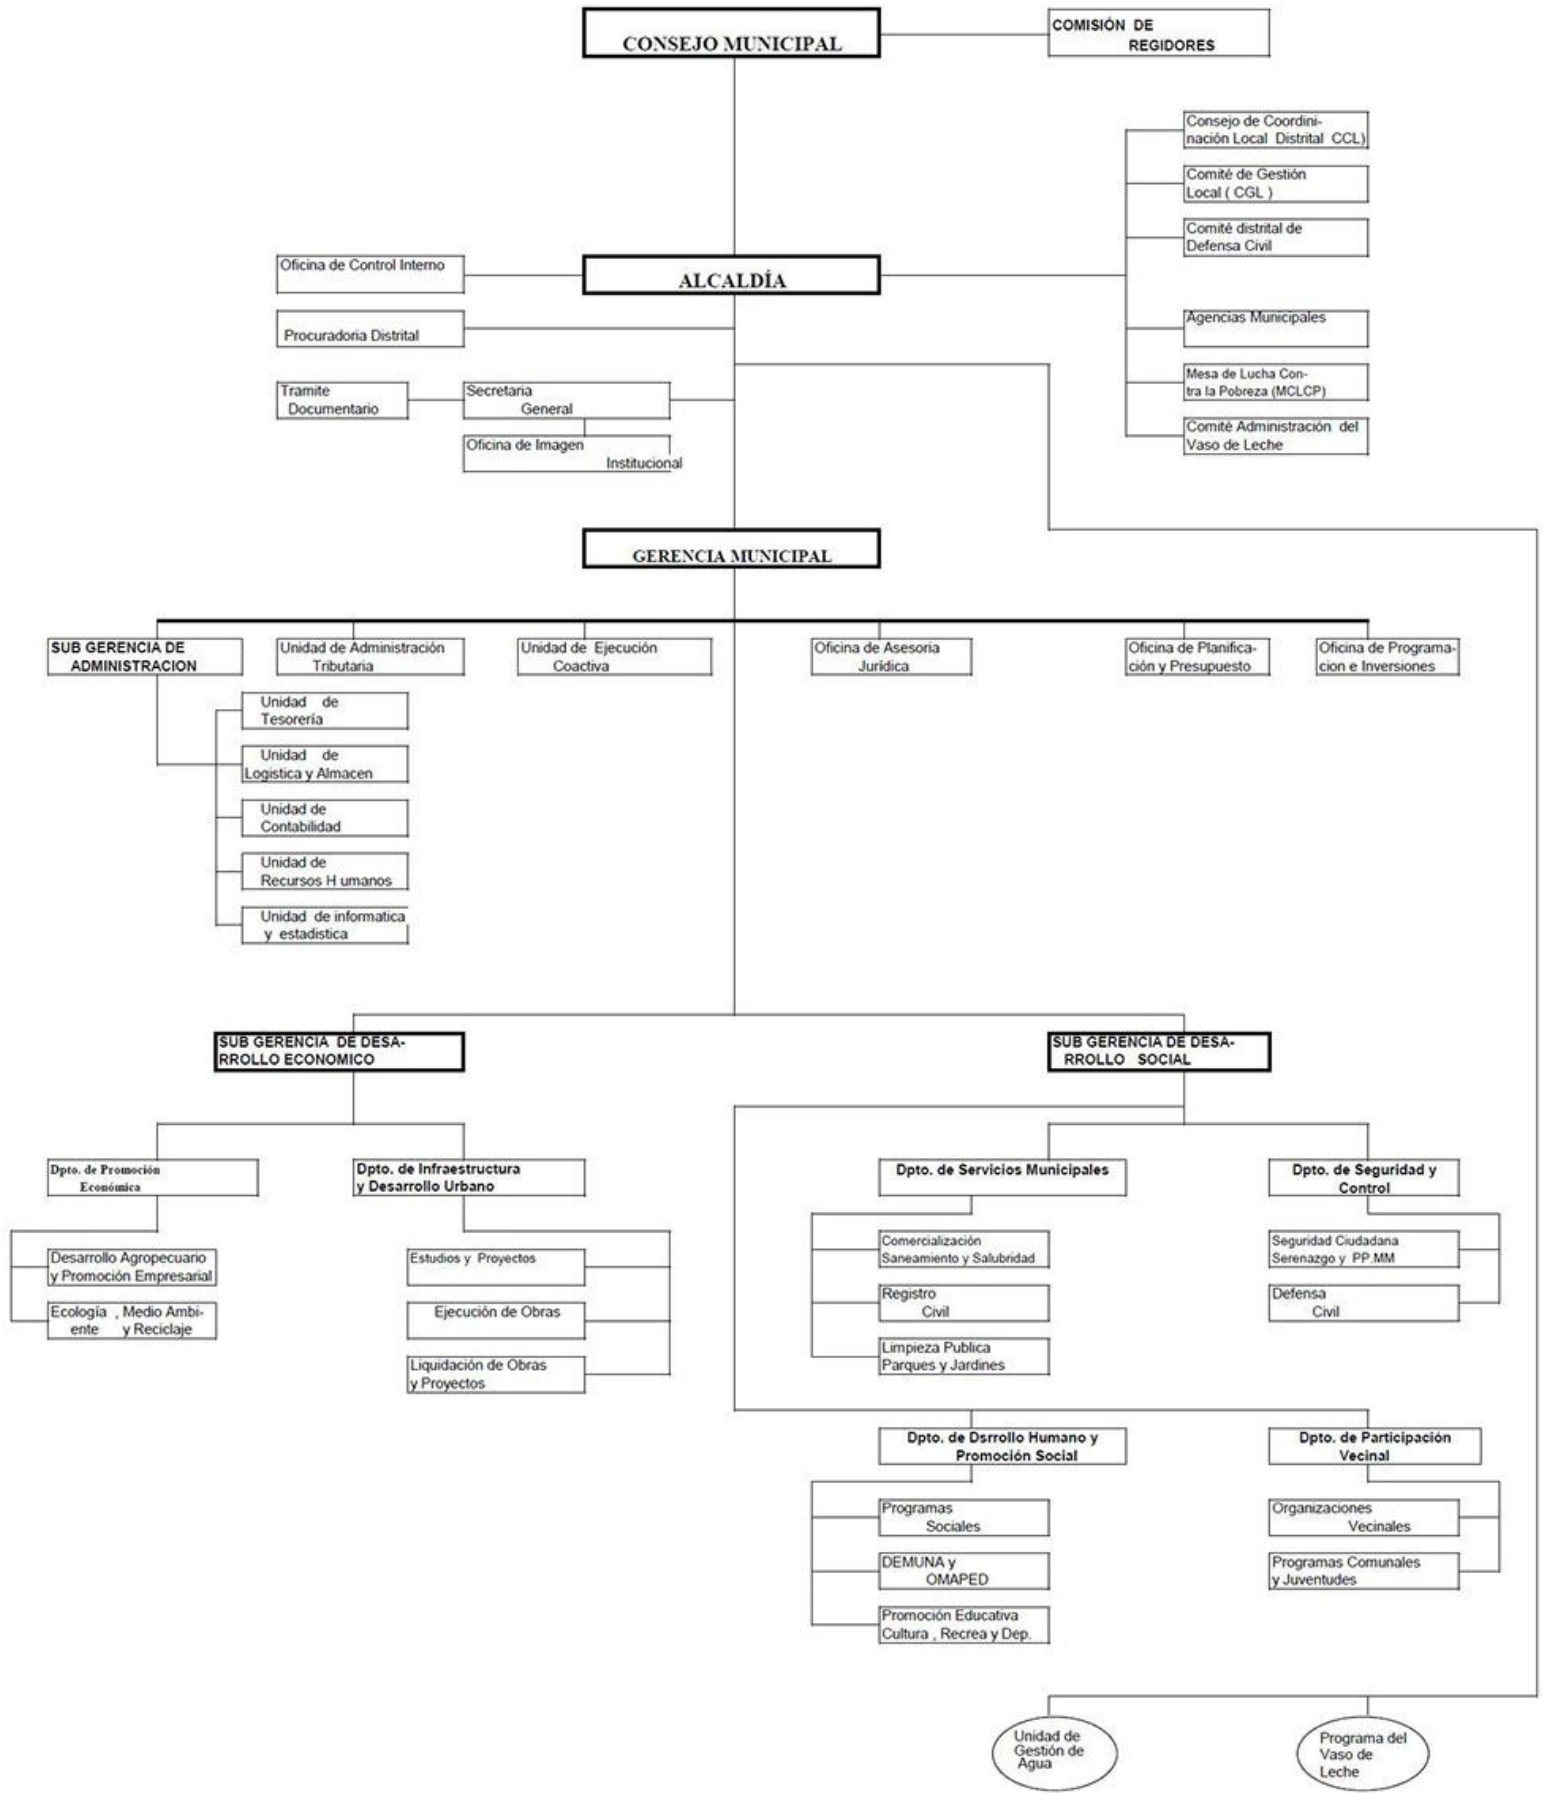 CONSEJO MUNICIPAL
COMISIÓN DE
REGIDORES
Consejo de Coordini-
nación Local Distrital CCL)
Comité de Gestión
Local ( CGL )
Comité distrital de
Defensa Civil
Oficina de Control Interno
ALCALDÍA
Procuradoria Distrital
Agencias Municipales
Tramite
Documentario
Secretaria
General
Mesa de Lucha Con-
tra la Pobreza (MCLCP)
Oficina de Imagen
Institucional
Comité Administración del
Vaso de Leche
GERENCIA MUNICIPAL
SUB GERENCIA DE
ADMINISTRACION
Unidad de Administración
Tributaria
Unidad de Ejecución
Coactiva
Oficina de Asesoria
Jurídica
Oficina de Planifica-
ción y Presupuesto
Oficina de Programa-
cion e Inversiones
Unidad de
Tesorería
Unidad de
Logistica y Almacen
Unidad de
Contabilidad
Unidad de
Recursos H umanos
Unidad de informatica
y estadistica
SUB GERENCIA DE DESA-
RROLLO ECONOMICO
SUB GERENCIA DE DESA-
RROLLO SOCIAL
Dpto. de Promoción
Económica
Dpto. de Infraestructura
y Desarrollo Urbano
Dpto. de Servicios Municipales
Dpto. de Seguridad y
Control
Desarrollo Agropecuario
y Promoción Empresarial
Ecología , Medio Ambi-
ente y Reciclaje
Estudios y Proyectos
Ejecución de Obras
Liquidación de Obras
y Proyectos
Comercialización
Saneamiento y Salubridad
Registro
Civil
Limpieza Publica
Parques y Jardines
Seguridad Ciudadana
Serenazgo y PP.MM
Defensa
Civil
Dpto. de Dsrrollo Humano y
Promoción Social
Dpto. de Participación
Vecinal
Programas
Sociales
DEMUNA y
OMAPED
Promoción Educativa
Cultura , Recrea y Dep.
Organizaciones
Vecinales
Programas Comunales
y Juventudes
Unidad de
Gestión de
Agua
Programa del
Vaso de
Leche